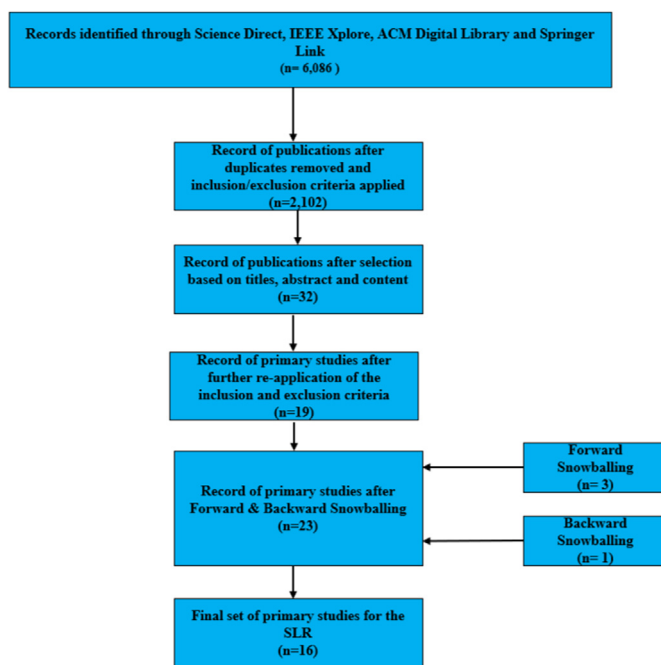 Records identified through Science Direct, IEEE Xplore, ACM Digital Library and Springer
Link
(n= 6,086 )
Record of publications after
duplicates removed and
inclusion/exclusion criteria applied
(n=2,102)
Record of publications after selection
based on titles, abstract and content
(n=32)
Record of primary studies after
further re-application of the
inclusion and exclusion criteria
(n=19)
Record of primary studies after
Forward & Backward Snowballing
(n=23)
Forward
Snowballing
(n= 3)
Backward
Snowballing
(n= 1)
Final set of primary studies for the
SLR
(n=16)